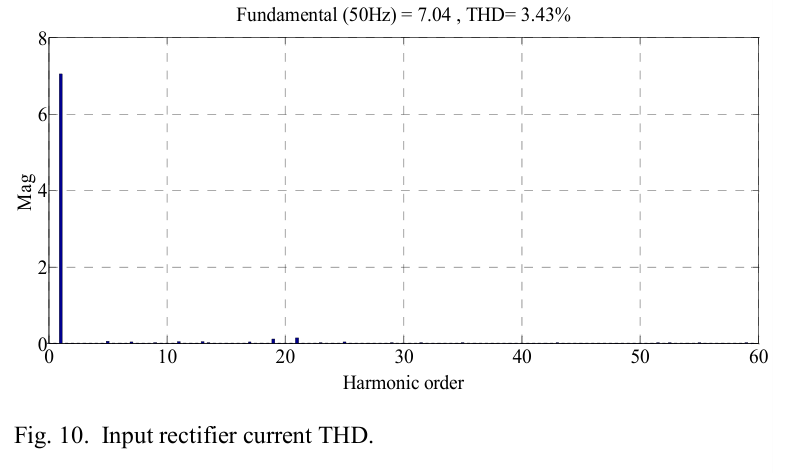 Fundamental (50Hz) = 7.04 , THD= 3.43%
8
6
4
2
0
Mag
0 10 20 30 40 50 60
Harmonic order
Fig. 10. Input rectifier current THD.